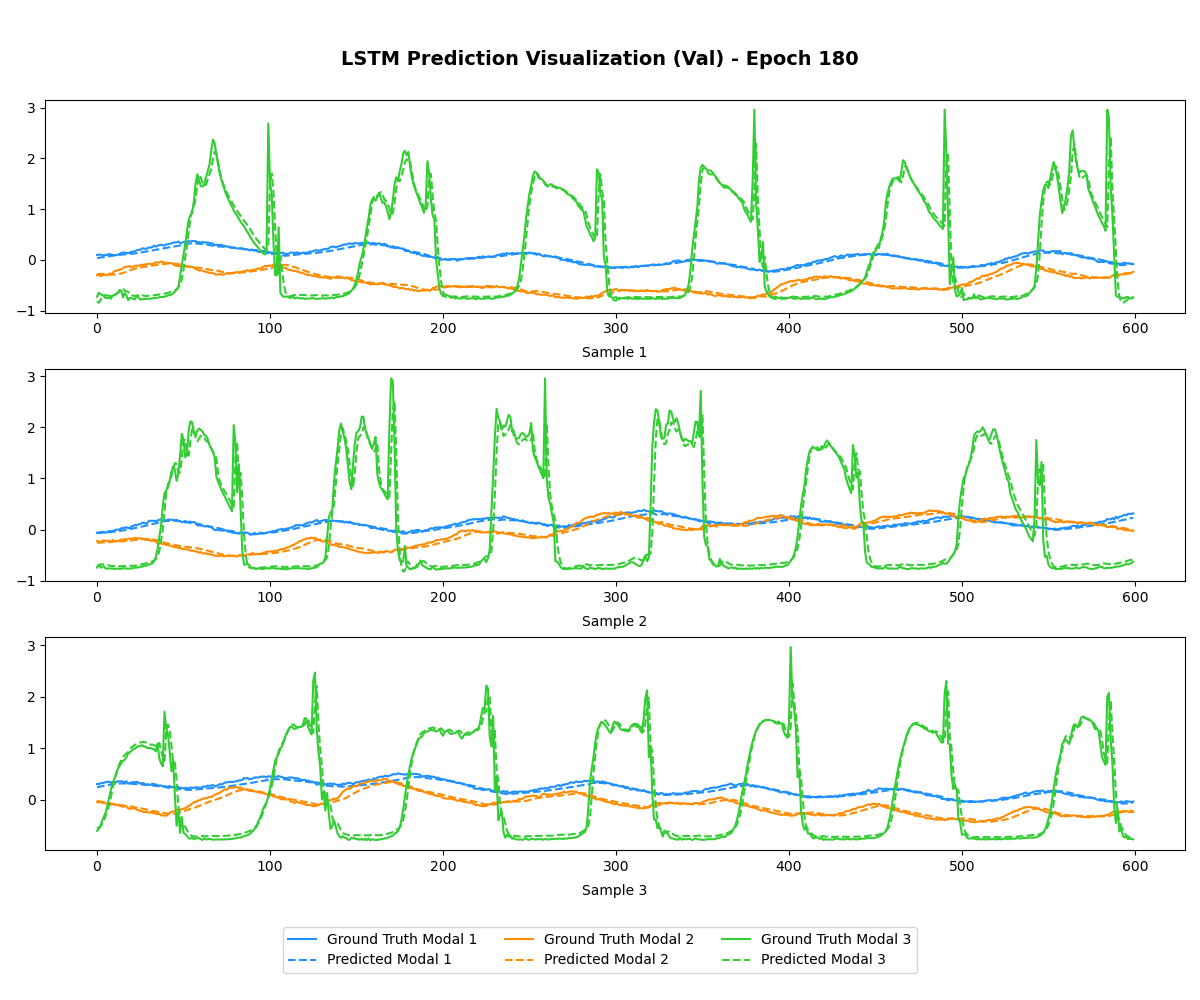 LSTM Prediction Visualization (Val) - Epoch 180
3
2
1
0
−1
0 100 200 300 400 500 600
Sample 1
3
2
1
0
−1
0 100 200 300 400 500 600
Sample 2
3
2
1
0
0 100 200 300 400 500 600
Sample 3
Ground Truth Modal 1 Ground Truth Modal 2 Ground Truth Modal 3
Predicted Modal 1 Predicted Modal 2 Predicted Modal 3